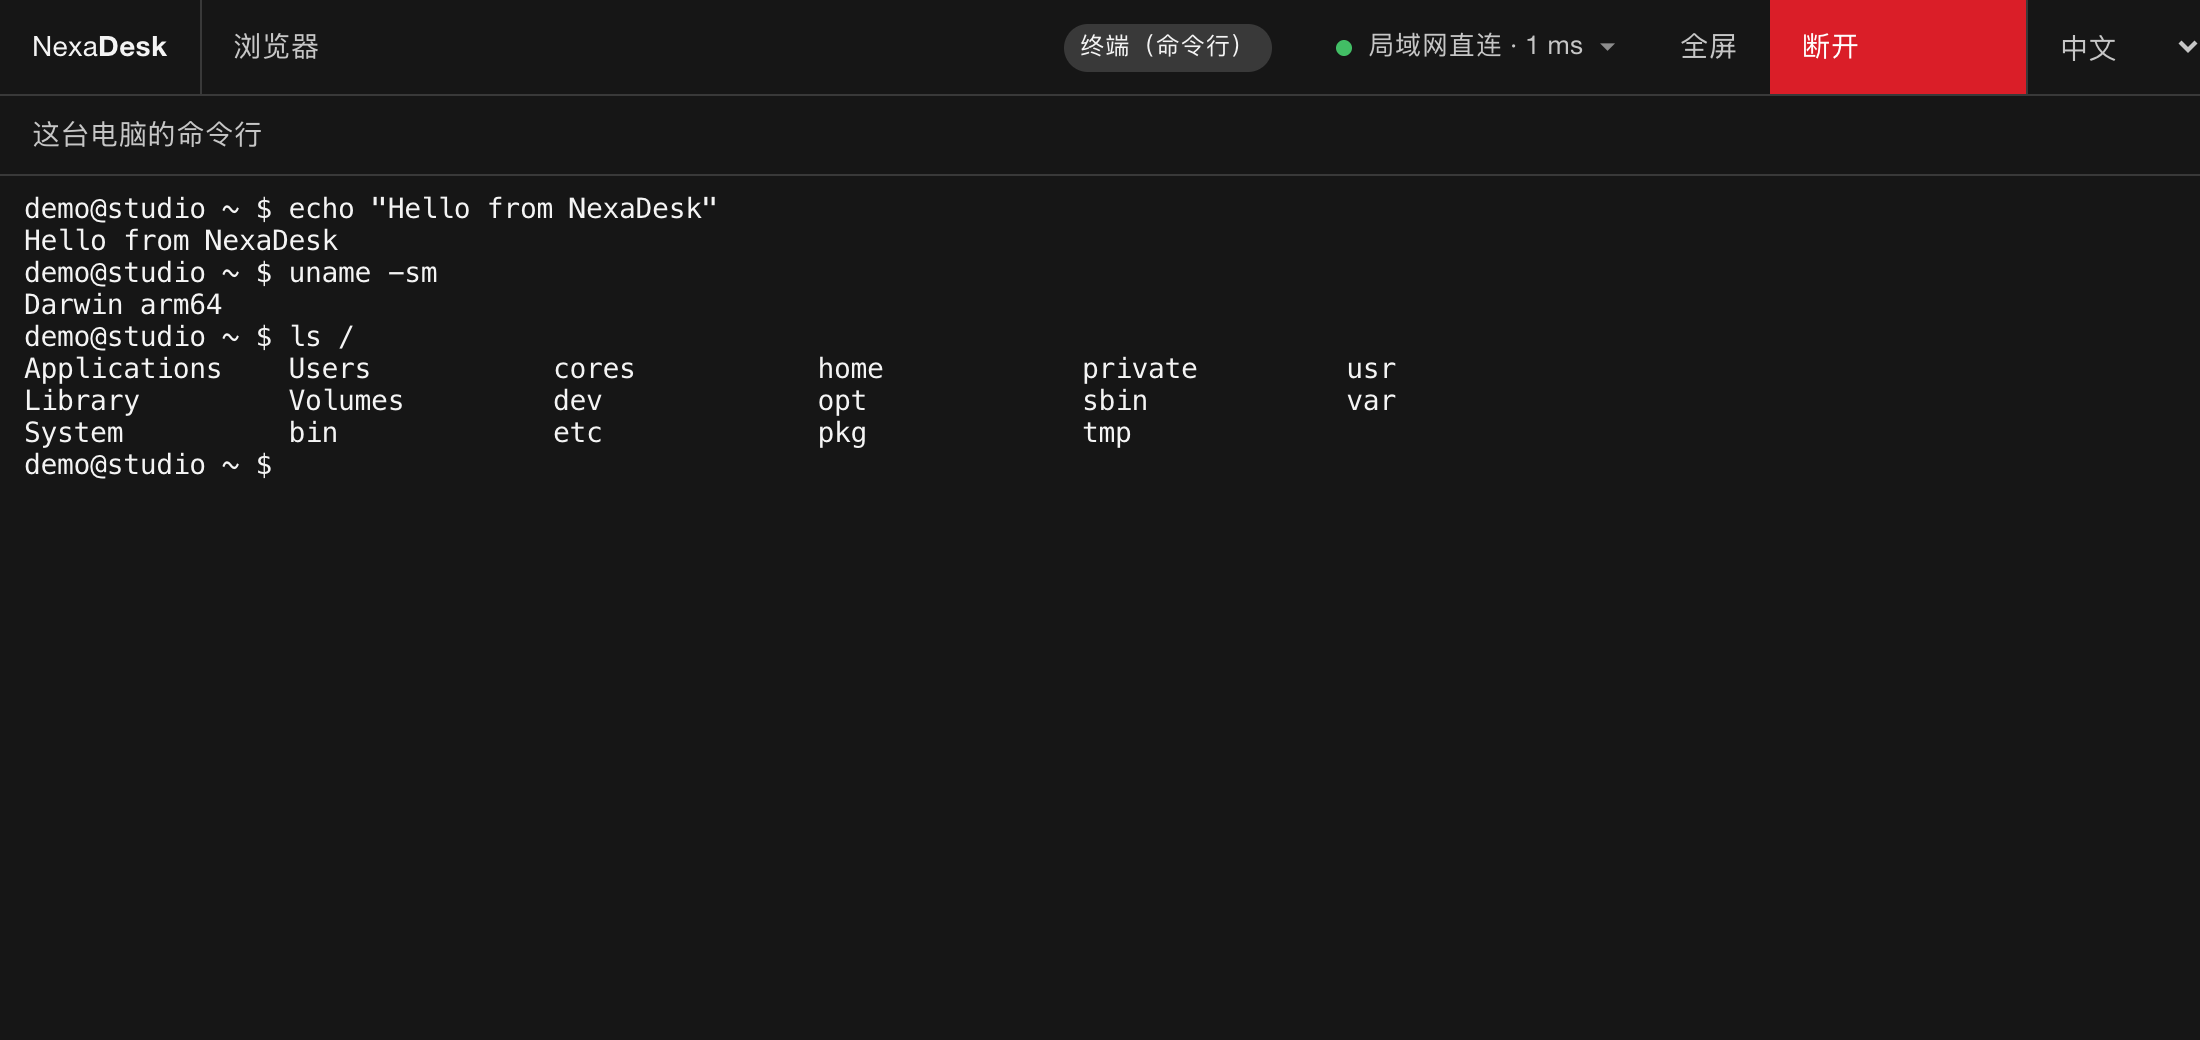 NexaDesk 浏览器 终端（命令行） 局域网直连 · 1 ms 全屏 断开 中文
这台电脑的命令行
demo@studio ~ $ echo "Hello from NexaDesk"
Hello from NexaDesk
demo@studio ~ $ uname -sm
Darwin arm64
demo@studio ~ $ ls /
Applications Users cores home private usr
Library Volumes dev opt sbin var
System bin etc pkg tmp
demo@studio ~ $